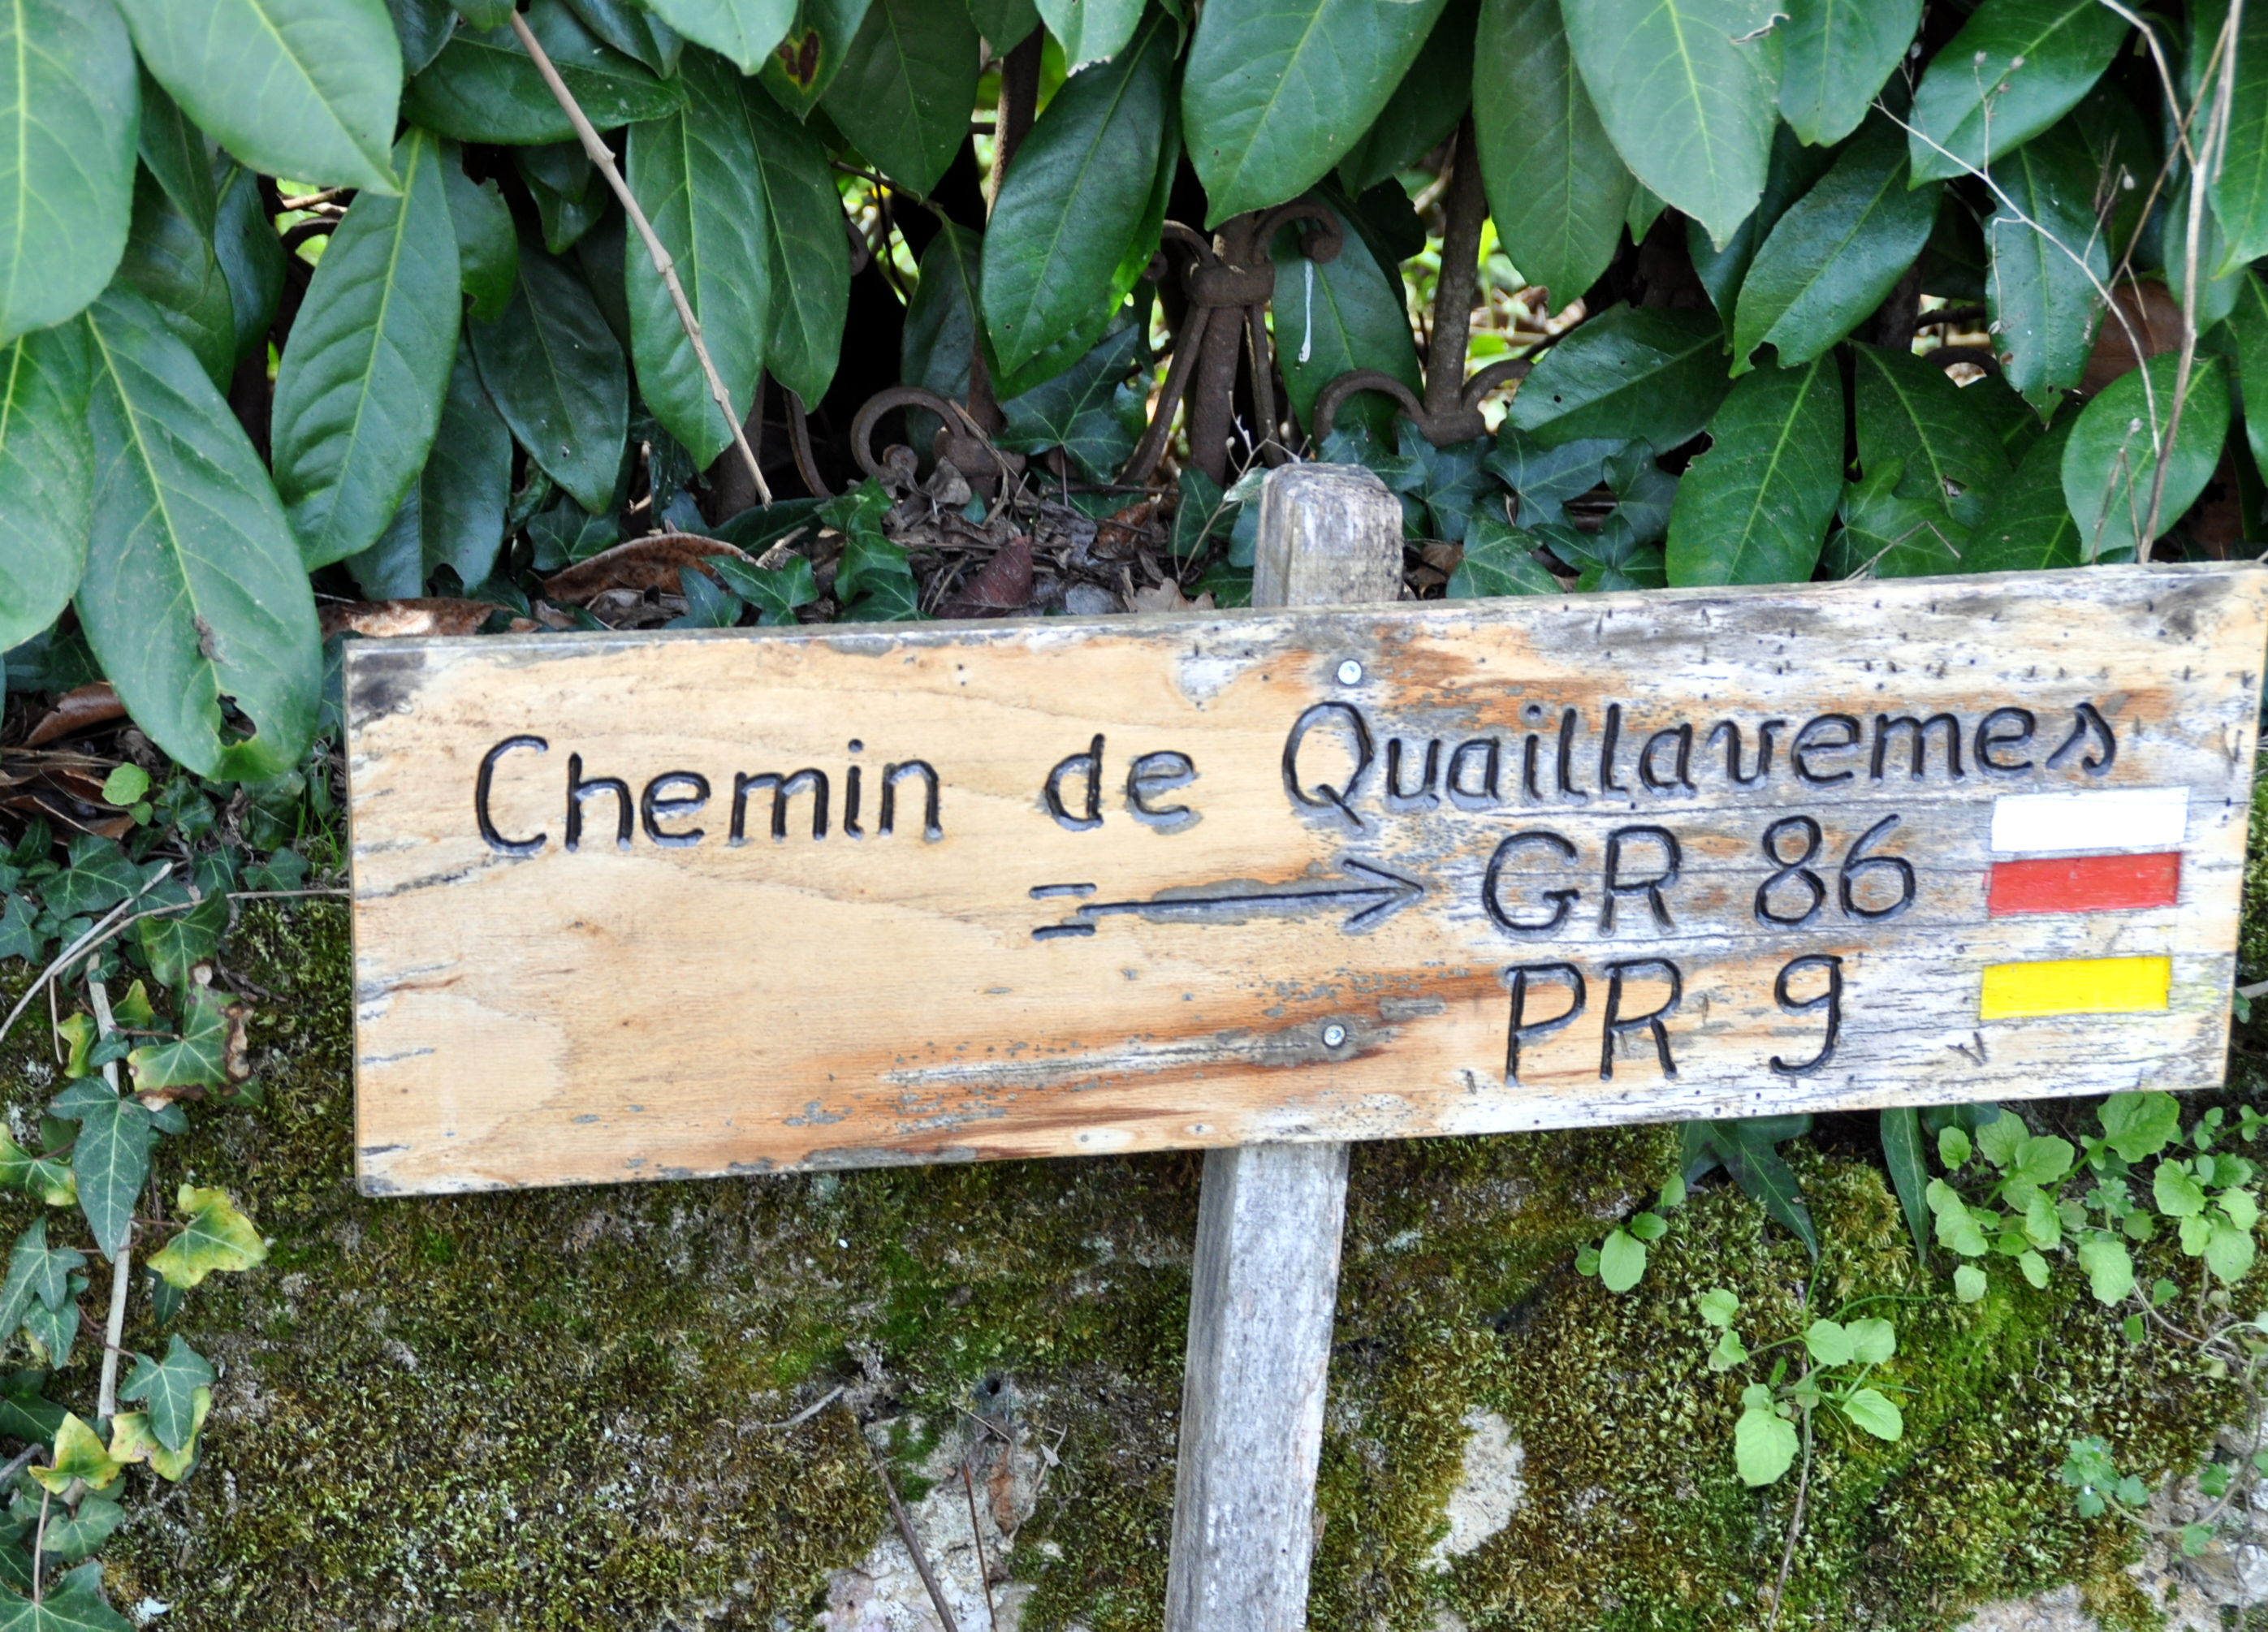 Chemin de Quaillavemes
→ GR 86
PR 9